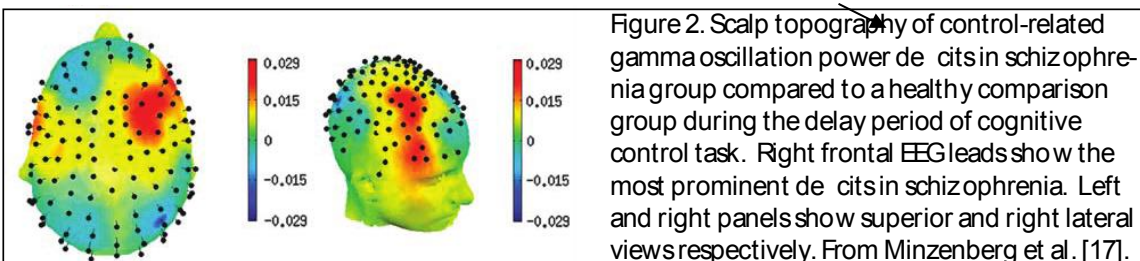 0.029
0.015
0
-0.015
-0.029
0.029
0.015
0
-0.015
-0.029
Figure 2. Scalp topography of control-related
gamma oscillation power de cits in schizophre-
nia group compared to a healthy comparison
group during the delay period of cognitive
control task. Right frontal EEG leads show the
most prominent de cits in schizophrenia. Left
and right panels show superior and right lateral
views respectively. From Minzenberg et al. [17].